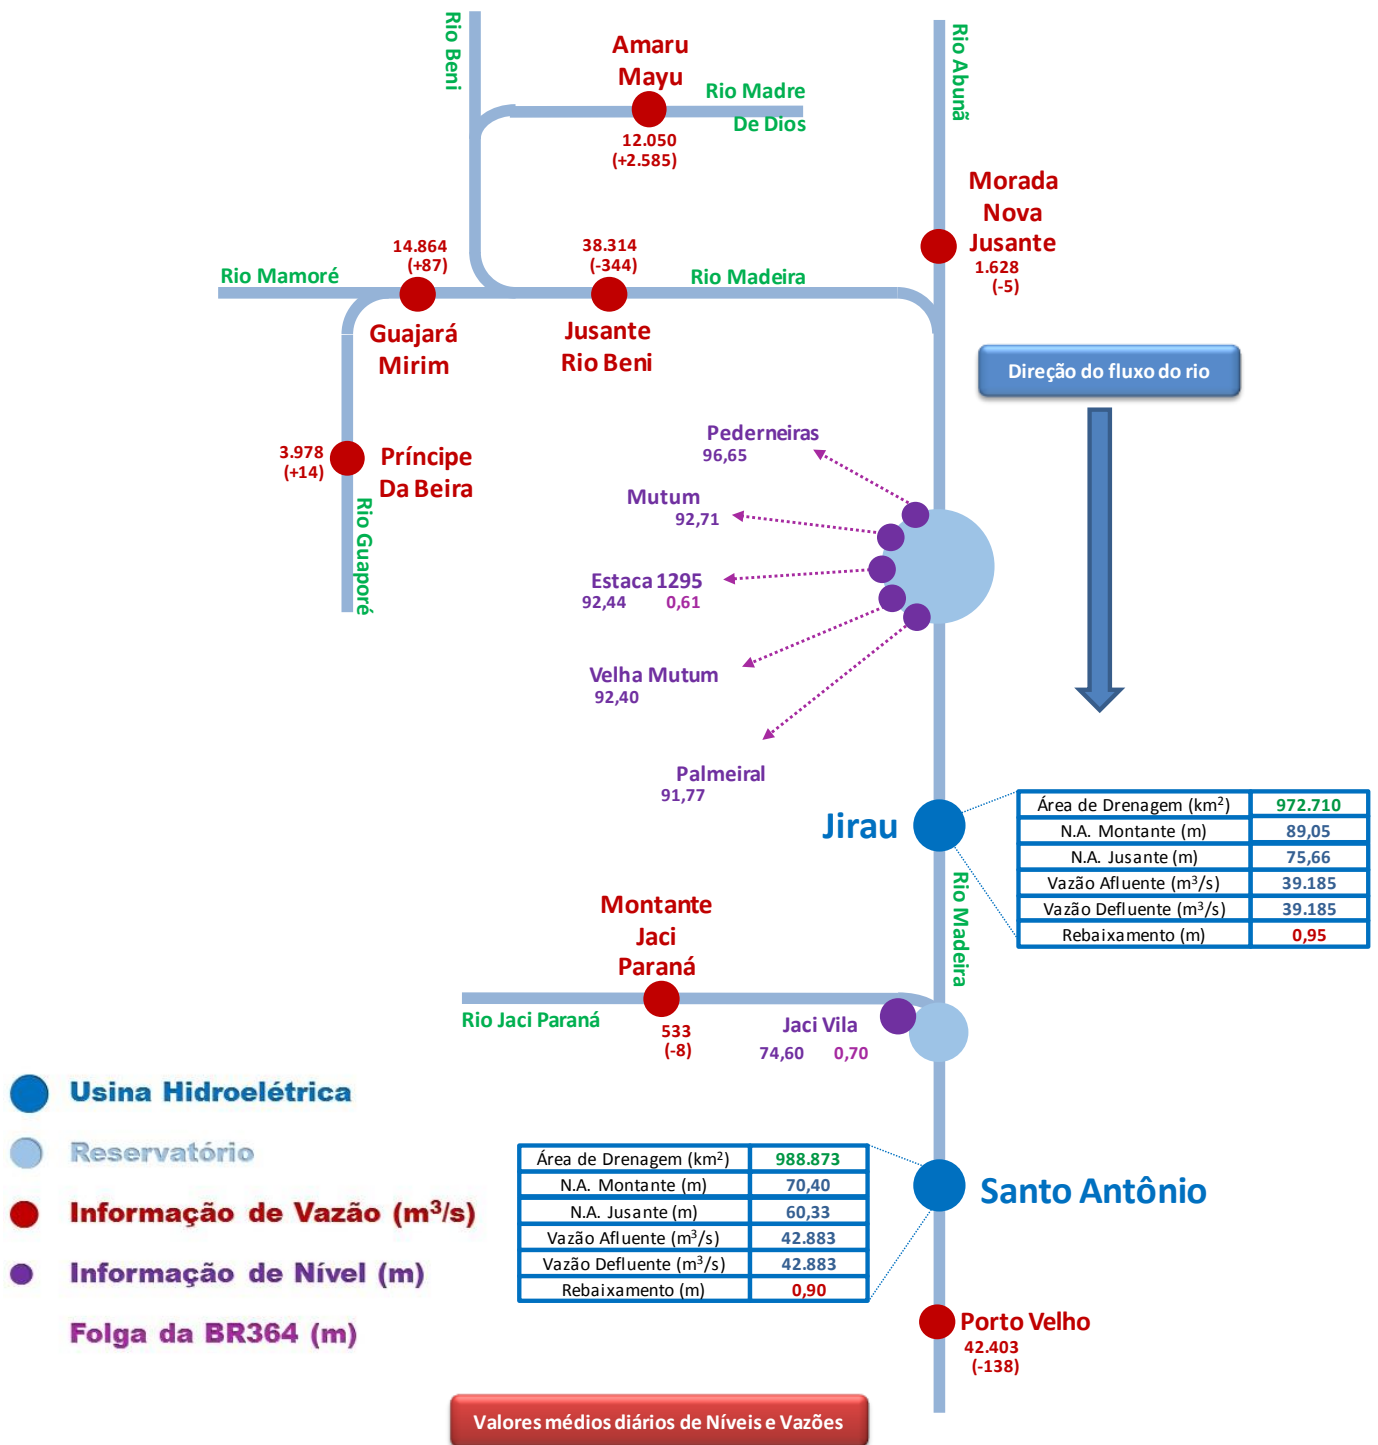 Rio Beni
Amaru
Mayu
Rio Madre
De Dios
12.050
(+2.585)
Rio Abunã
Morada
Nova
Jusante
1.628
(-5)
14.864
(+87)
38.314
(-344)
Rio Mamoré
Rio Madeira
Guajará
Mirim
Jusante
Rio Beni
Direção do fluxo do rio
3.978
(+14)
Príncipe
Da Beira
Rio Guaporé
Pederneiras
96,65
Mutum
92,71
Estaca 1295
92,44 0,61
Velha Mutum
92,40
Palmeiral
91,77
Jirau
Área de Drenagem (km²) 972.710
N.A. Montante (m) 89,05
N.A. Jusante (m) 75,66
Vazão Afluente (m³/s) 39.185
Vazão Defluente (m³/s) 39.185
Rebaixamento (m) 0,95
Rio Madeira
Montante
Jaci
Paraná
Rio Jaci Paraná
533
(-8)
Jaci Vila
74,60 0,70
Usina Hidroelétrica
Reservatório
Informação de Vazão (m³/s)
Informação de Nível (m)
Folga da BR364 (m)
Área de Drenagem (km²) 988.873
N.A. Montante (m) 70,40
N.A. Jusante (m) 60,33
Vazão Afluente (m³/s) 42.883
Vazão Defluente (m³/s) 42.883
Rebaixamento (m) 0,90
Santo Antônio
Porto Velho
42.403
(-138)
Valores médios diários de Níveis e Vazões